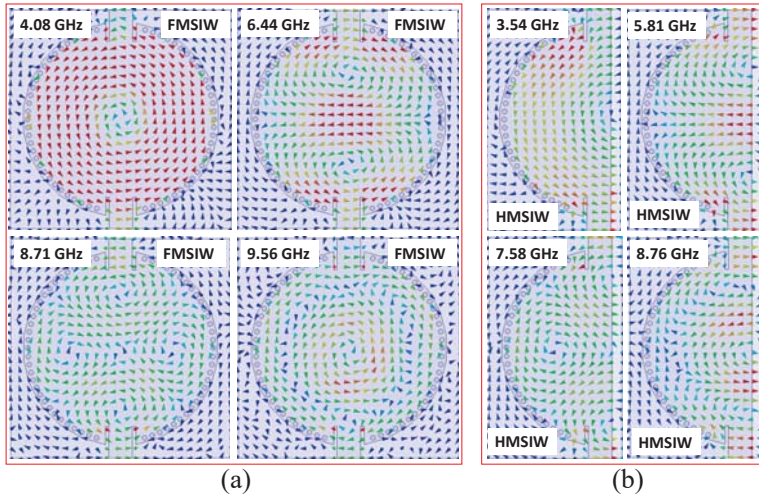 4.08 GHz FMSIW 6.44 GHz FMSIW 3.54 GHz 5.81 GHz
HMSIW HMSIW
8.71 GHz FMSIW 9.56 GHz FMSIW 7.58 GHz 8.76 GHz
HMSIW HMSIW
(a) (b)